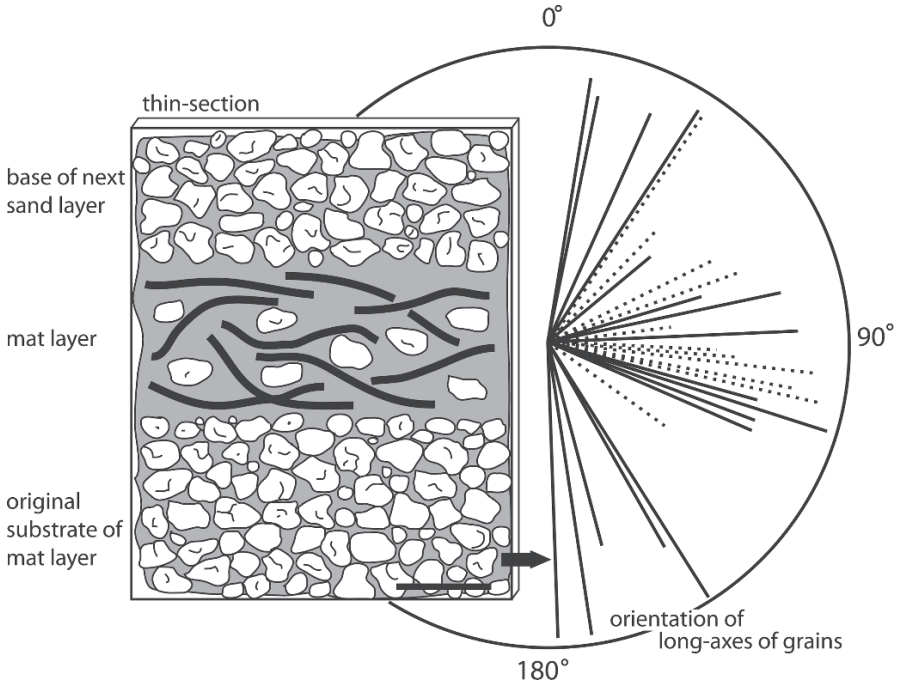 0°
thin-section
base of next
sand layer
mat layer
90°
original
substrate of
mat layer
orientation of
long-axes of grains
180°